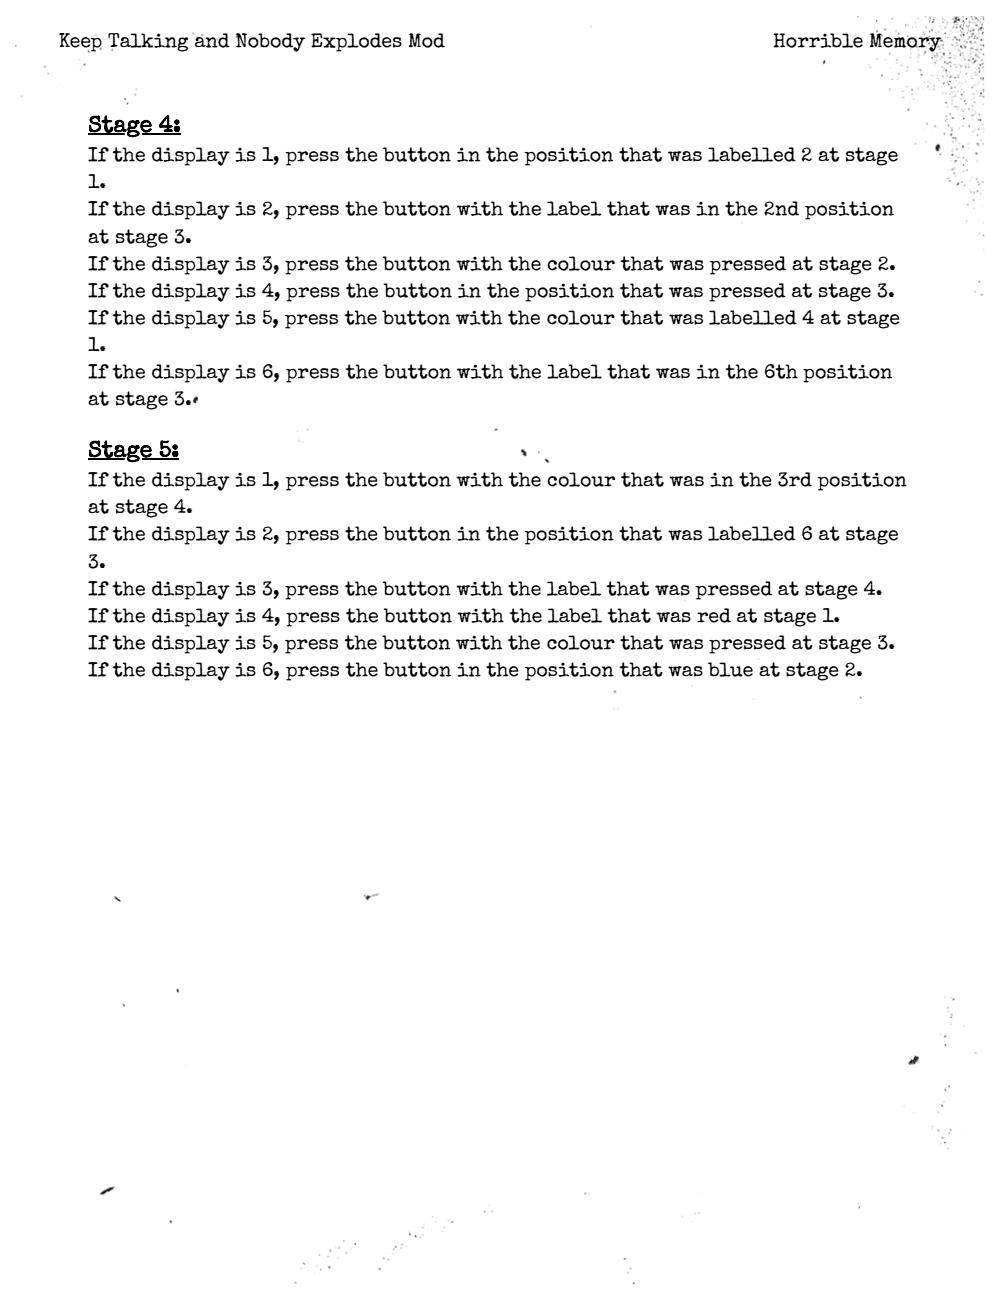 Keep Talking and Nobody Explodes Mod Horrible Memory
Stage 4:
If the display is 1, press the button in the position that was labelled 2 at stage
1.
If the display is 2, press the button with the label that was in the 2nd position
at stage 3.
If the display is 3, press the button with the colour that was pressed at stage 2.
If the display is 4, press the button in the position that was pressed at stage 3.
If the display is 5, press the button with the colour that was labelled 4 at stage
1.
If the display is 6, press the button with the label that was in the 6th position
at stage 3.
Stage 5:
If the display is 1, press the button with the colour that was in the 3rd position
at stage 4.
If the display is 2, press the button in the position that was labelled 6 at stage
3.
If the display is 3, press the button with the label that was pressed at stage 4.
If the display is 4, press the button with the label that was red at stage 1.
If the display is 5, press the button with the colour that was pressed at stage 3.
If the display is 6, press the button in the position that was blue at stage 2.